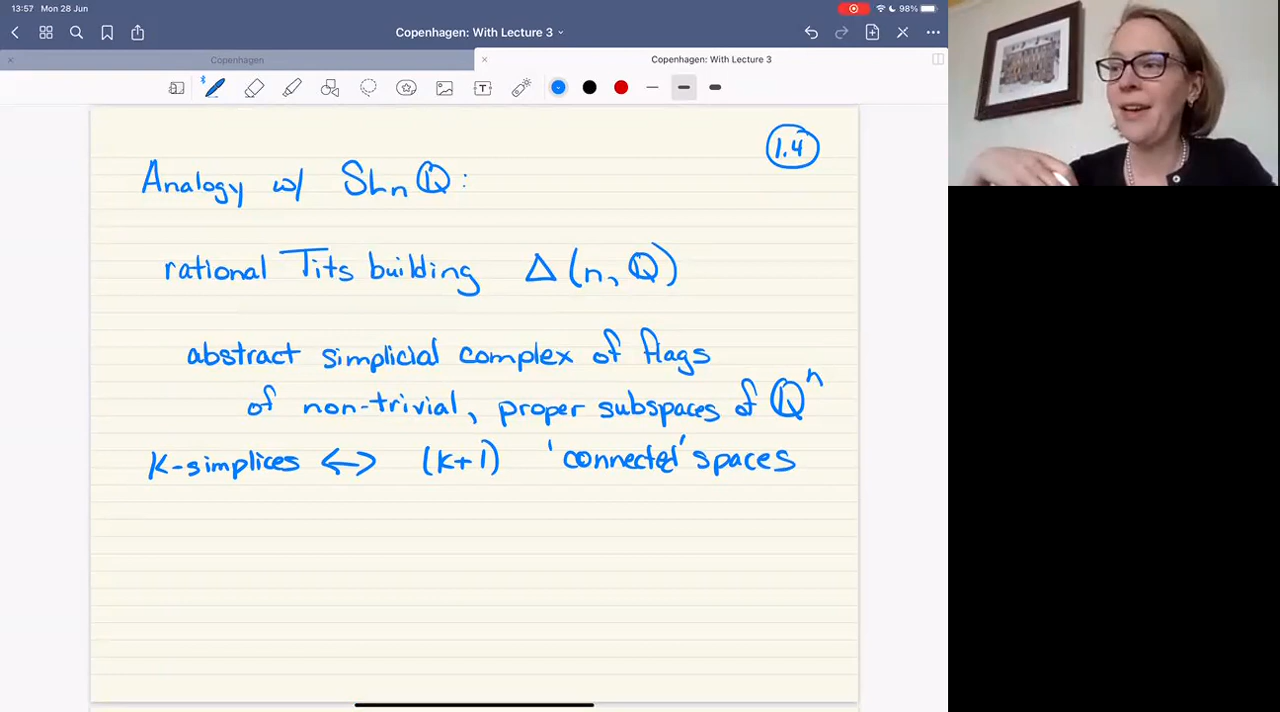 13:57 Mon 28 Jun
98%
Copenhagen: With Lecture 3
Copenhagen
Copenhagen: With Lecture 3
1.4
Analogy w/ SLn ℚ:
rational Tits building Δ(n, ℚ)
abstract simplicial complex of flags
of non-trivial, proper subspaces of ℚⁿ
k-simplices <-> (k+1) 'connected' spaces